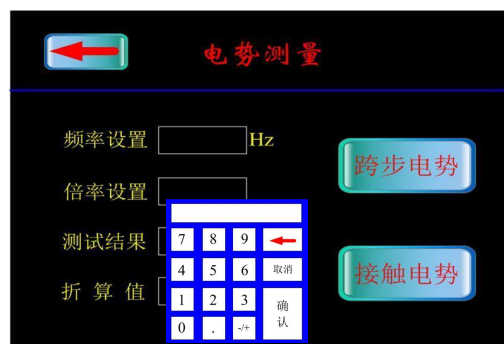 电势测量
频率设置 Hz
跨步电势
倍率设置
测试结果
7 8 9
4 5 6 取消
折算值
接触电势
1 2 3 确认
0 . -/+